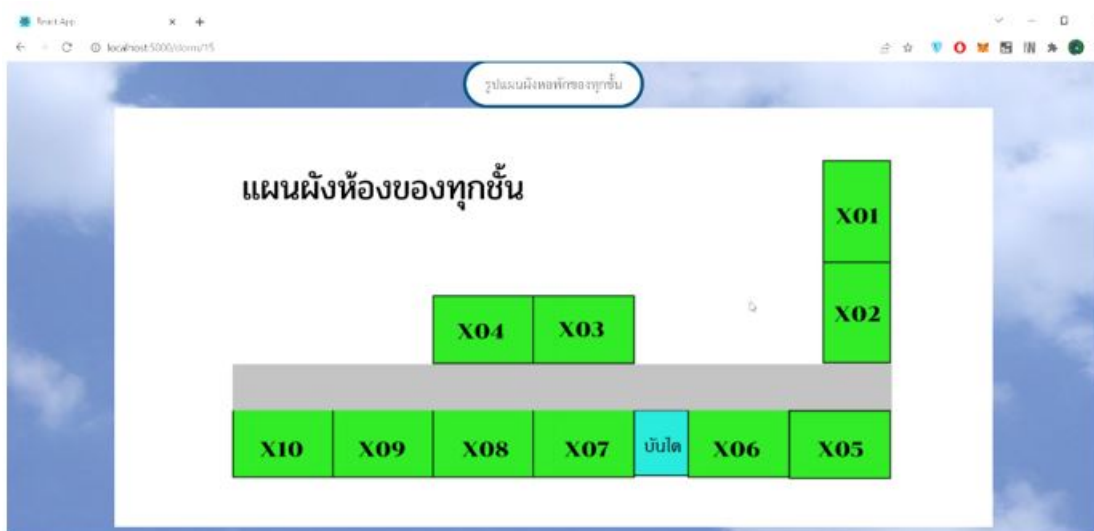 React App
localhost:5000/dorm/15
รูปแผนผังหอพักของทุกชั้น
แผนผังห้องของทุกชั้น
X01
X02
X04 X03
X10 X09 X08 X07 บันได X06 X05